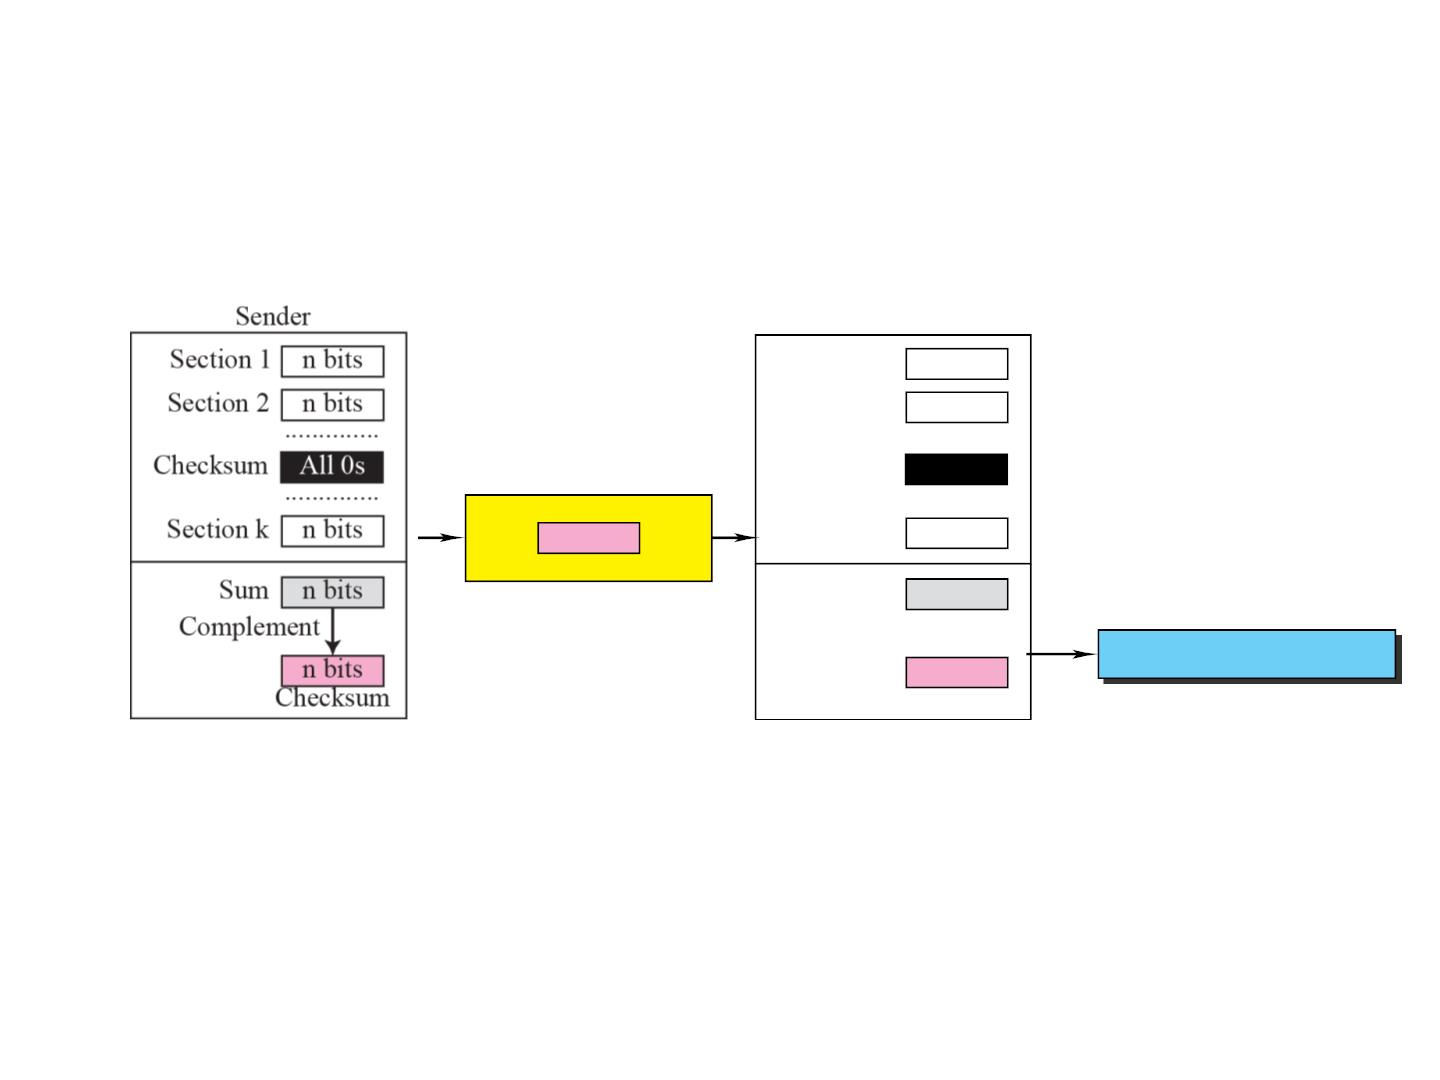 Sender
Section 1 n bits
Section 2 n bits
..............
Checksum All 0s
..............
Section k n bits
Sum n bits
Complement
n bits
Checksum